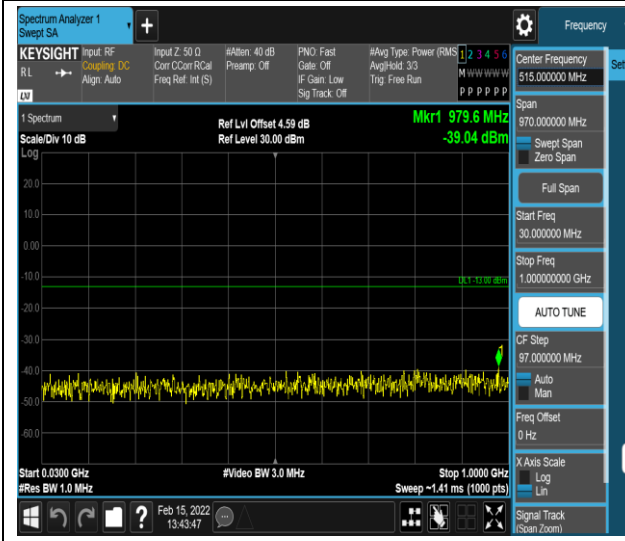 Spectrum Analyzer 1
Swept SA
+
Frequency
KEYSIGHT
RL
LXI
Input: RF
Coupling: DC
Align: Auto
Input Z: 50 Ω
Corr CCorr RCal
Freq Ref: Int (S)
#Atten: 40 dB
Preamp: Off
PNO: Fast
Gate: Off
IF Gain: Low
Sig Track: Off
#Avg Type: Power (RMS
Avg|Hold: 3/3
Trig: Free Run
1 2 3 4 5 6
M W W W W W
P P P P P P
1 Spectrum
Scale/Div 10 dB
Log
Ref Lvl Offset 4.59 dB
Ref Level 30.00 dBm
Mkr1 979.6 MHz
-39.04 dBm
20.0
10.0
0.00
-10.0
DL1 -13.00 dBm
-20.0
-30.0
-40.0
-50.0
-60.0
1
Start 0.0300 GHz
#Res BW 1.0 MHz
#Video BW 3.0 MHz
Stop 1.0000 GHz
Sweep ~1.41 ms (1000 pts)
?
Feb 15, 2022
13:43:47
Center Frequency
515.000000 MHz
Set
Span
970.000000 MHz
Swept Span
Zero Span
Full Span
Start Freq
30.000000 MHz
Stop Freq
1.000000000 GHz
AUTO TUNE
CF Step
97.000000 MHz
Auto
Man
Freq Offset
0 Hz
X Axis Scale
Log
Lin
Signal Track
(Span Zoom)